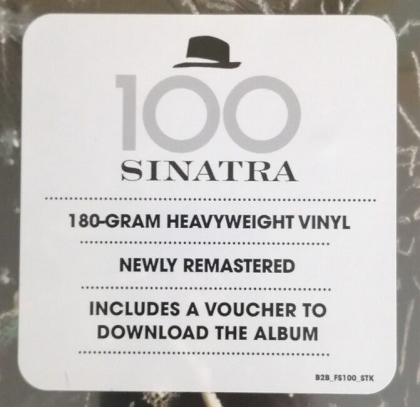 100
SINATRA
180-GRAM HEAVYWEIGHT VINYL
NEWLY REMASTERED
INCLUDES A VOUCHER TO
DOWNLOAD THE ALBUM
B2B_FS100_STK